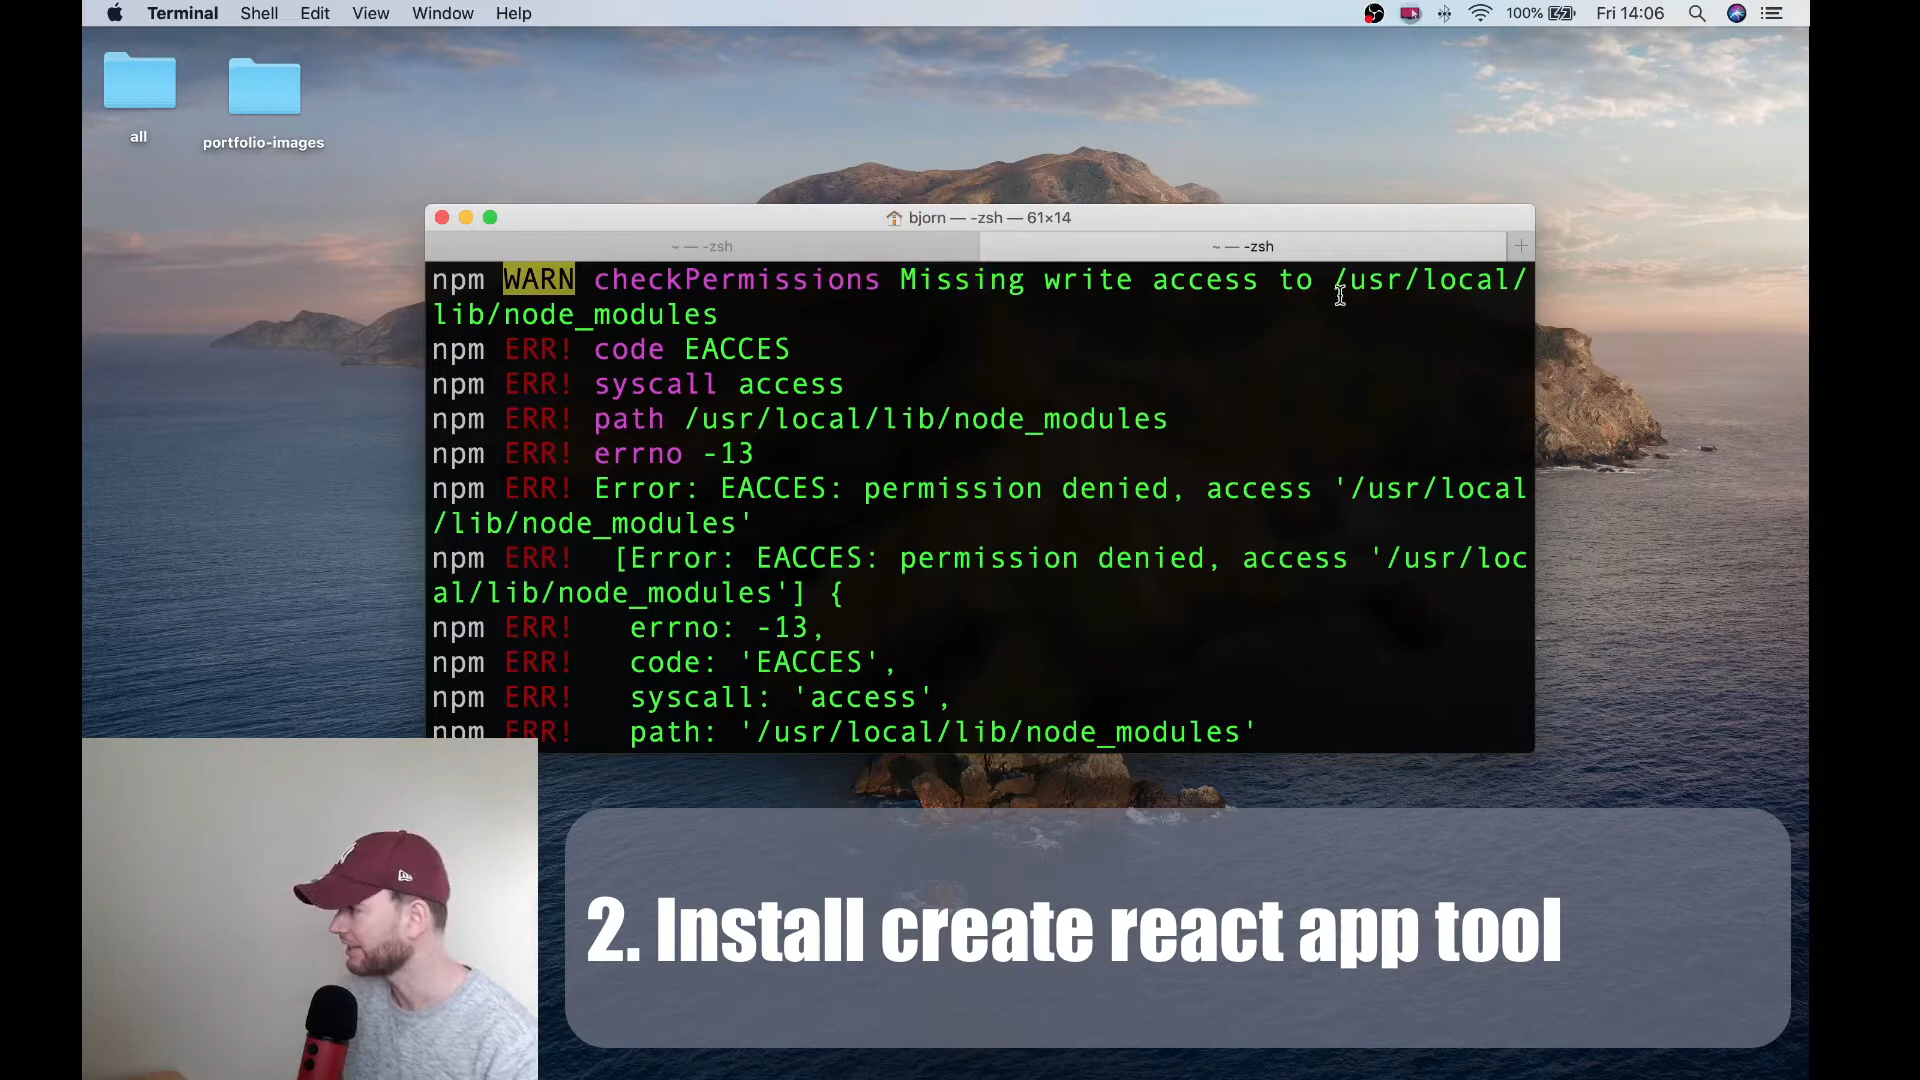 Terminal Shell Edit View Window Help 100% Fri 14:06
all
portfolio-images
bjorn — -zsh — 61×14
~ — -zsh ~ — -zsh
npm WARN checkPermissions Missing write access to /usr/local/
lib/node_modules
npm ERR! code EACCES
npm ERR! syscall access
npm ERR! path /usr/local/lib/node_modules
npm ERR! errno -13
npm ERR! Error: EACCES: permission denied, access '/usr/local
/lib/node_modules'
npm ERR!  [Error: EACCES: permission denied, access '/usr/loc
al/lib/node_modules'] {
npm ERR!   errno: -13,
npm ERR!   code: 'EACCES',
npm ERR!   syscall: 'access',
npm ERR!   path: '/usr/local/lib/node_modules'
2. Install create react app tool